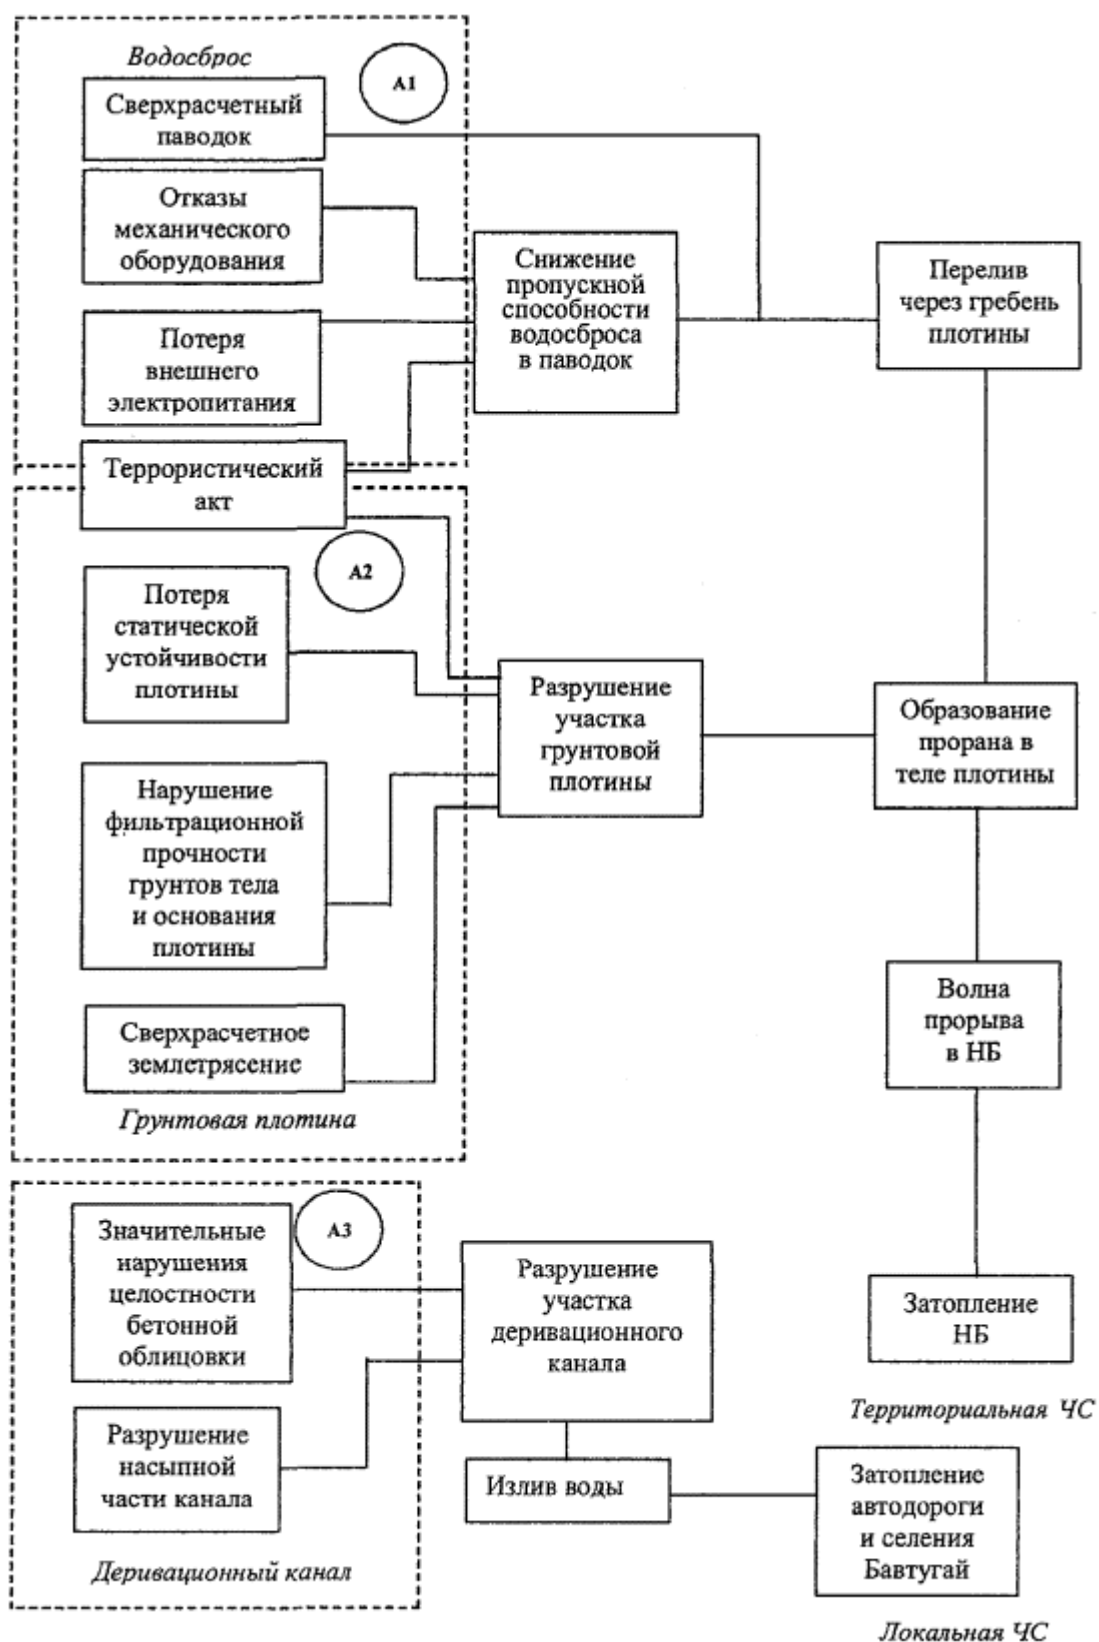 Водосброс
А1
Сверхрасчетный
паводок
Отказы
механического
оборудования
Потеря
внешнего
электропитания
Террористический
акт
Снижение
пропускной
способности
водосброса
в паводок
Перелив
через гребень
плотины
А2
Потеря
статической
устойчивости
плотины
Нарушение
фильтрационной
прочности
грунтов тела
и основания
плотины
Сверхрасчетное
землетрясение
Грунтовая плотина
Разрушение
участка
грунтовой
плотины
Образование
прорана в
теле плотины
Волна
прорыва
в НБ
Затопление
НБ
Территориальная ЧС
А3
Значительные
нарушения
целостности
бетонной
облицовки
Разрушение
насыпной
части канала
Деривационный канал
Разрушение
участка
деривационного
канала
Излив воды
Затопление
автодороги
и селения
Бавтугай
Локальная ЧС